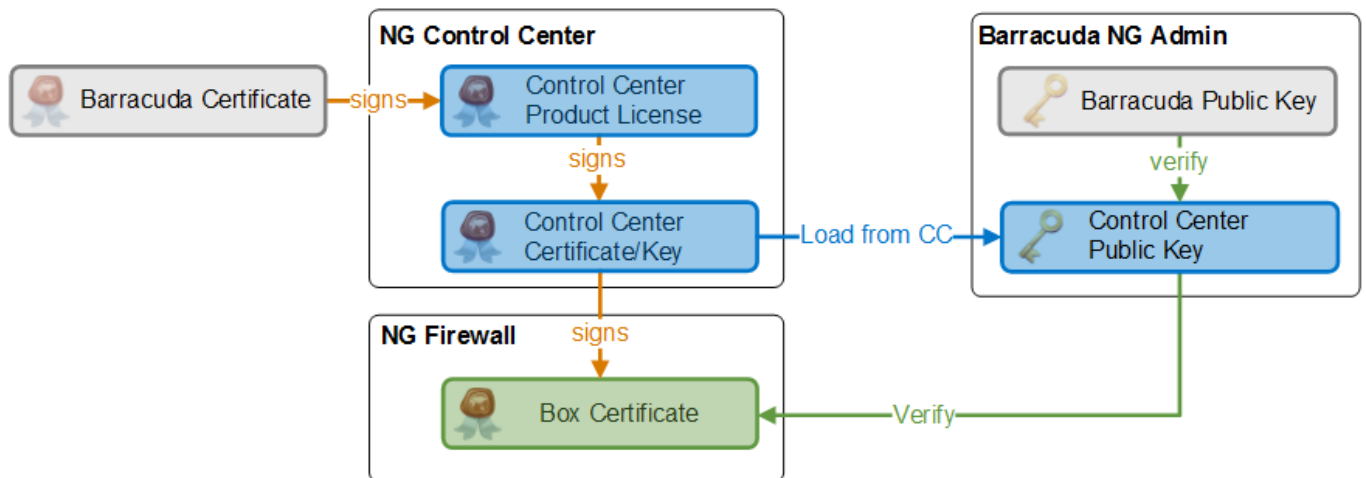 NG Control Center
Barracuda NG Admin
Barracuda Certificate
signs
Control Center
Product License
Barracuda Public Key
signs
verify
Control Center
Certificate/Key
Load from CC
Control Center
Public Key
NG Firewall
signs
Box Certificate
Verify